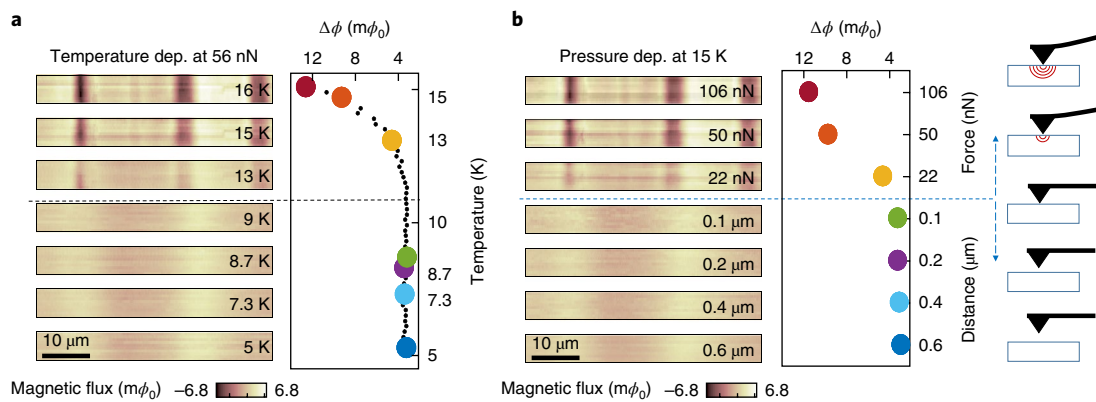 a
Temperature dep. at 56 nN
16 K
15 K
13 K
9 K
8.7 K
7.3 K
5 K
10 μm
Magnetic flux (mϕ₀) −6.8 6.8
Δϕ (mϕ₀)
12 8 4
15
13
10
8.7
7.3
5
Temperature (K)
b
Pressure dep. at 15 K
106 nN
50 nN
22 nN
0.1 μm
0.2 μm
0.4 μm
0.6 μm
10 μm
Magnetic flux (mϕ₀) −6.8 6.8
Δϕ (mϕ₀)
12 8 4
106
50
22
0.1
0.2
0.4
0.6
Force (nN)
Distance (μm)